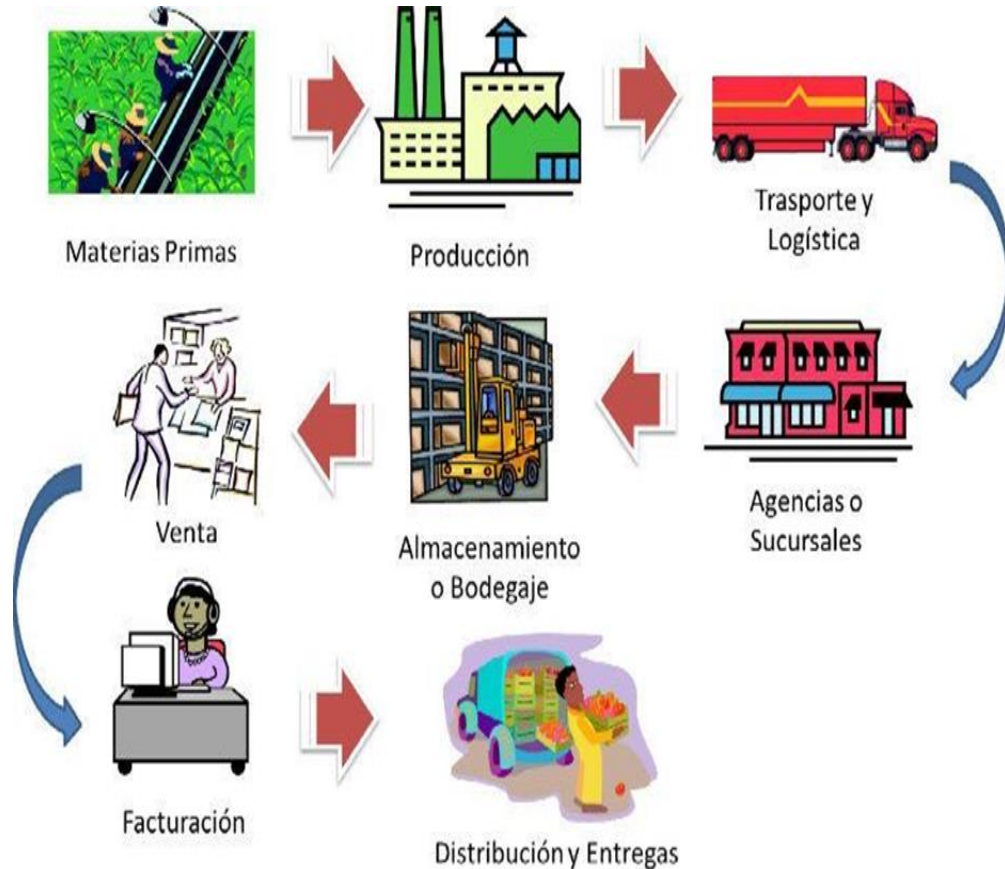 Materias Primas
Producción
Trasporte y
Logística
Agencias o
Sucursales
Almacenamiento
o Bodegaje
Venta
Facturación
Distribución y Entregas